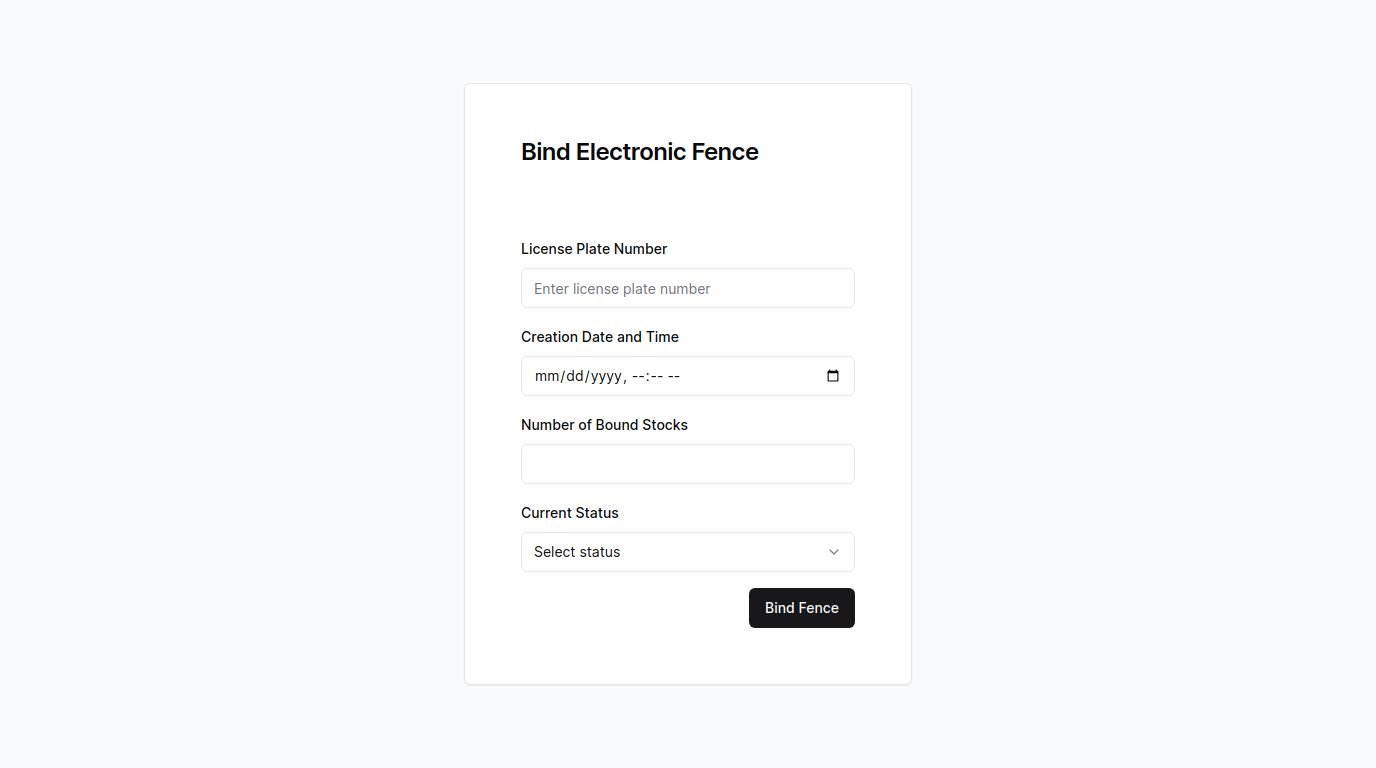 Bind Electronic Fence
License Plate Number
Enter license plate number
Creation Date and Time
mm/dd/yyyy, --:-- --
Number of Bound Stocks
Current Status
Select status
Bind Fence